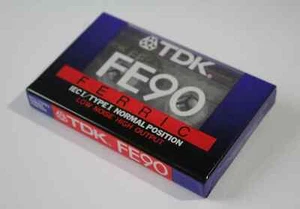 TDK
FE90
FERRIC
IEC I/TYPE I NORMAL POSITION
LOW NOISE HIGH OUTPUT
TDK FE90